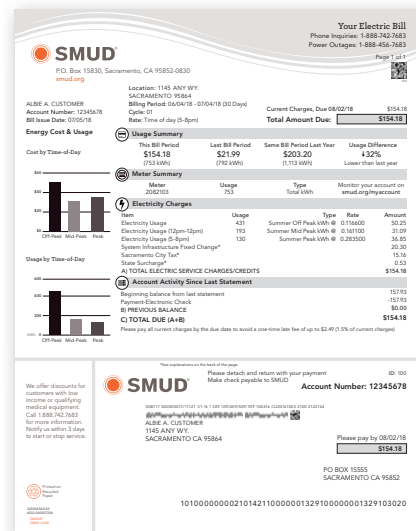 Your Electric Bill
Phone Inquiries: 1-888-742-7683
Power Outages: 1-888-456-7683
Page 1 of 1
SMUD
P.O. Box 15830, Sacramento, CA 95852-0830
smud.org
Location: 1145 ANY WY.
SACRAMENTO 95864
ALBIE A. CUSTOMER
Billing Period: 06/04/18 - 07/04/18 (30 Days)
Account Number: 12345678
Cycle: 01
Current Charges, Due 08/02/18 $154.18
Bill Issue Date: 07/05/18
Rate: Time of Day (5-8pm)
Total Amount Due: $154.18
Energy Cost & Usage
Cost by Time-of-Day
$60
$40
$20
$0
Off-Peak Mid-Peak Peak
Usage by Time-of-Day
600
400
200
kWh 0
Off-Peak Mid-Peak Peak
Usage Summary
This Bill Period Last Bill Period Same Bill Period Last Year Usage Difference
$154.18 $21.99 $203.20 32%
(753 kWh) (792 kWh) (1,113 kWh) Lower than last year
Meter Summary
Meter Usage Type Monitor your account on
2082103 753 Total kWh smud.org/myaccount
Electricity Charges
Item Usage Type Rate Amount
Electricity Usage 431 Summer Off Peak kWh @ 0.116600 50.25
Electricity Usage (12pm-12pm) 193 Summer Mid Peak kWh @ 0.161100 31.09
Electricity Usage (5-8pm) 130 Summer Peak kWh @ 0.283500 36.85
System Infrastructure Fixed Charge* 20.30
Sacramento City Tax* 15.16
State Surcharge* 0.53
A) TOTAL ELECTRIC SERVICE CHARGES/CREDITS $154.18
Account Activity Since Last Statement
Beginning balance from last statement 157.93
Payment-Electronic Check -157.93
B) PREVIOUS BALANCE $0.00
C) TOTAL DUE (A+B) $154.18
Please pay all current charges by the due date to avoid a one-time late fee of up to $2.49 (1.5% of current charges)
*See explanations on the back of the page
We offer discounts for
customers with low
income or qualifying
medical equipment.
Call 1.888.742.7683
for more information.
Notify us within 3 days
to start or stop service.
Printed on
Recycled
Paper
SMUD
Please detach and return with your payment
Make check payable to SMUD
ID: 100
Account Number: 12345678
ALBIE A. CUSTOMER
1145 ANY WY.
SACRAMENTO CA 95864
Please pay by 08/02/18
$154.18
PO BOX 15555
SACRAMENTO CA 95852